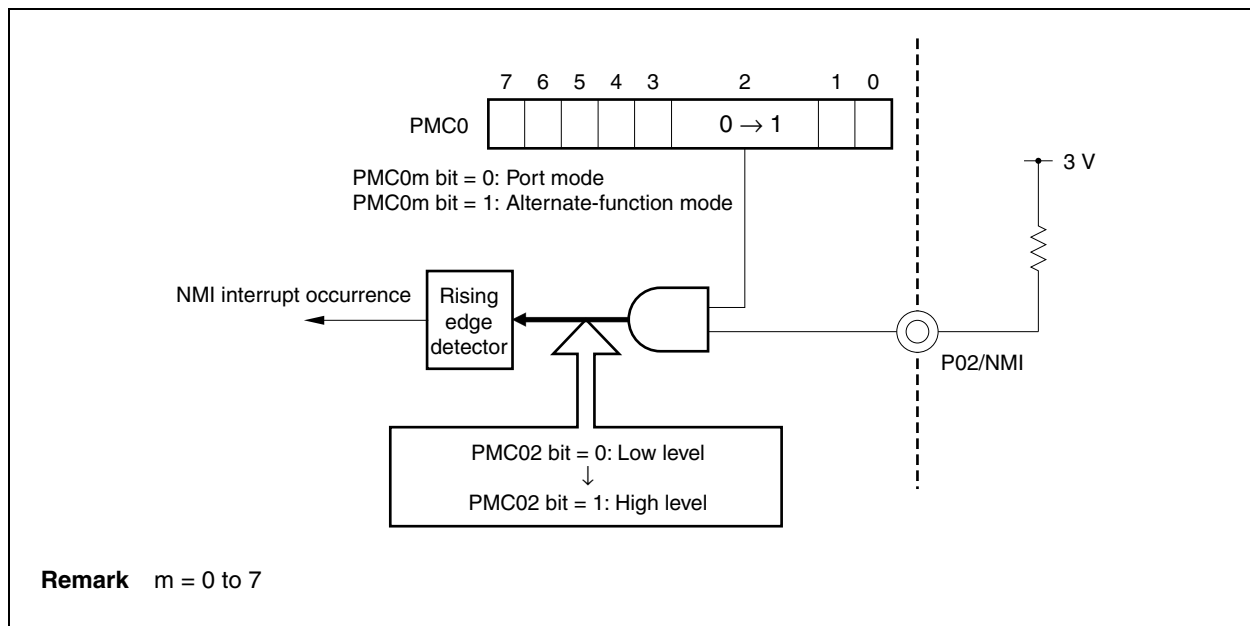 7 6 5 4 3 2 1 0
PMC0 0 → 1
3 V
PMC0m bit = 0: Port mode
PMC0m bit = 1: Alternate-function mode
NMI interrupt occurrence
Rising
edge
detector
P02/NMI
PMC02 bit = 0: Low level
↓
PMC02 bit = 1: High level
Remark m = 0 to 7